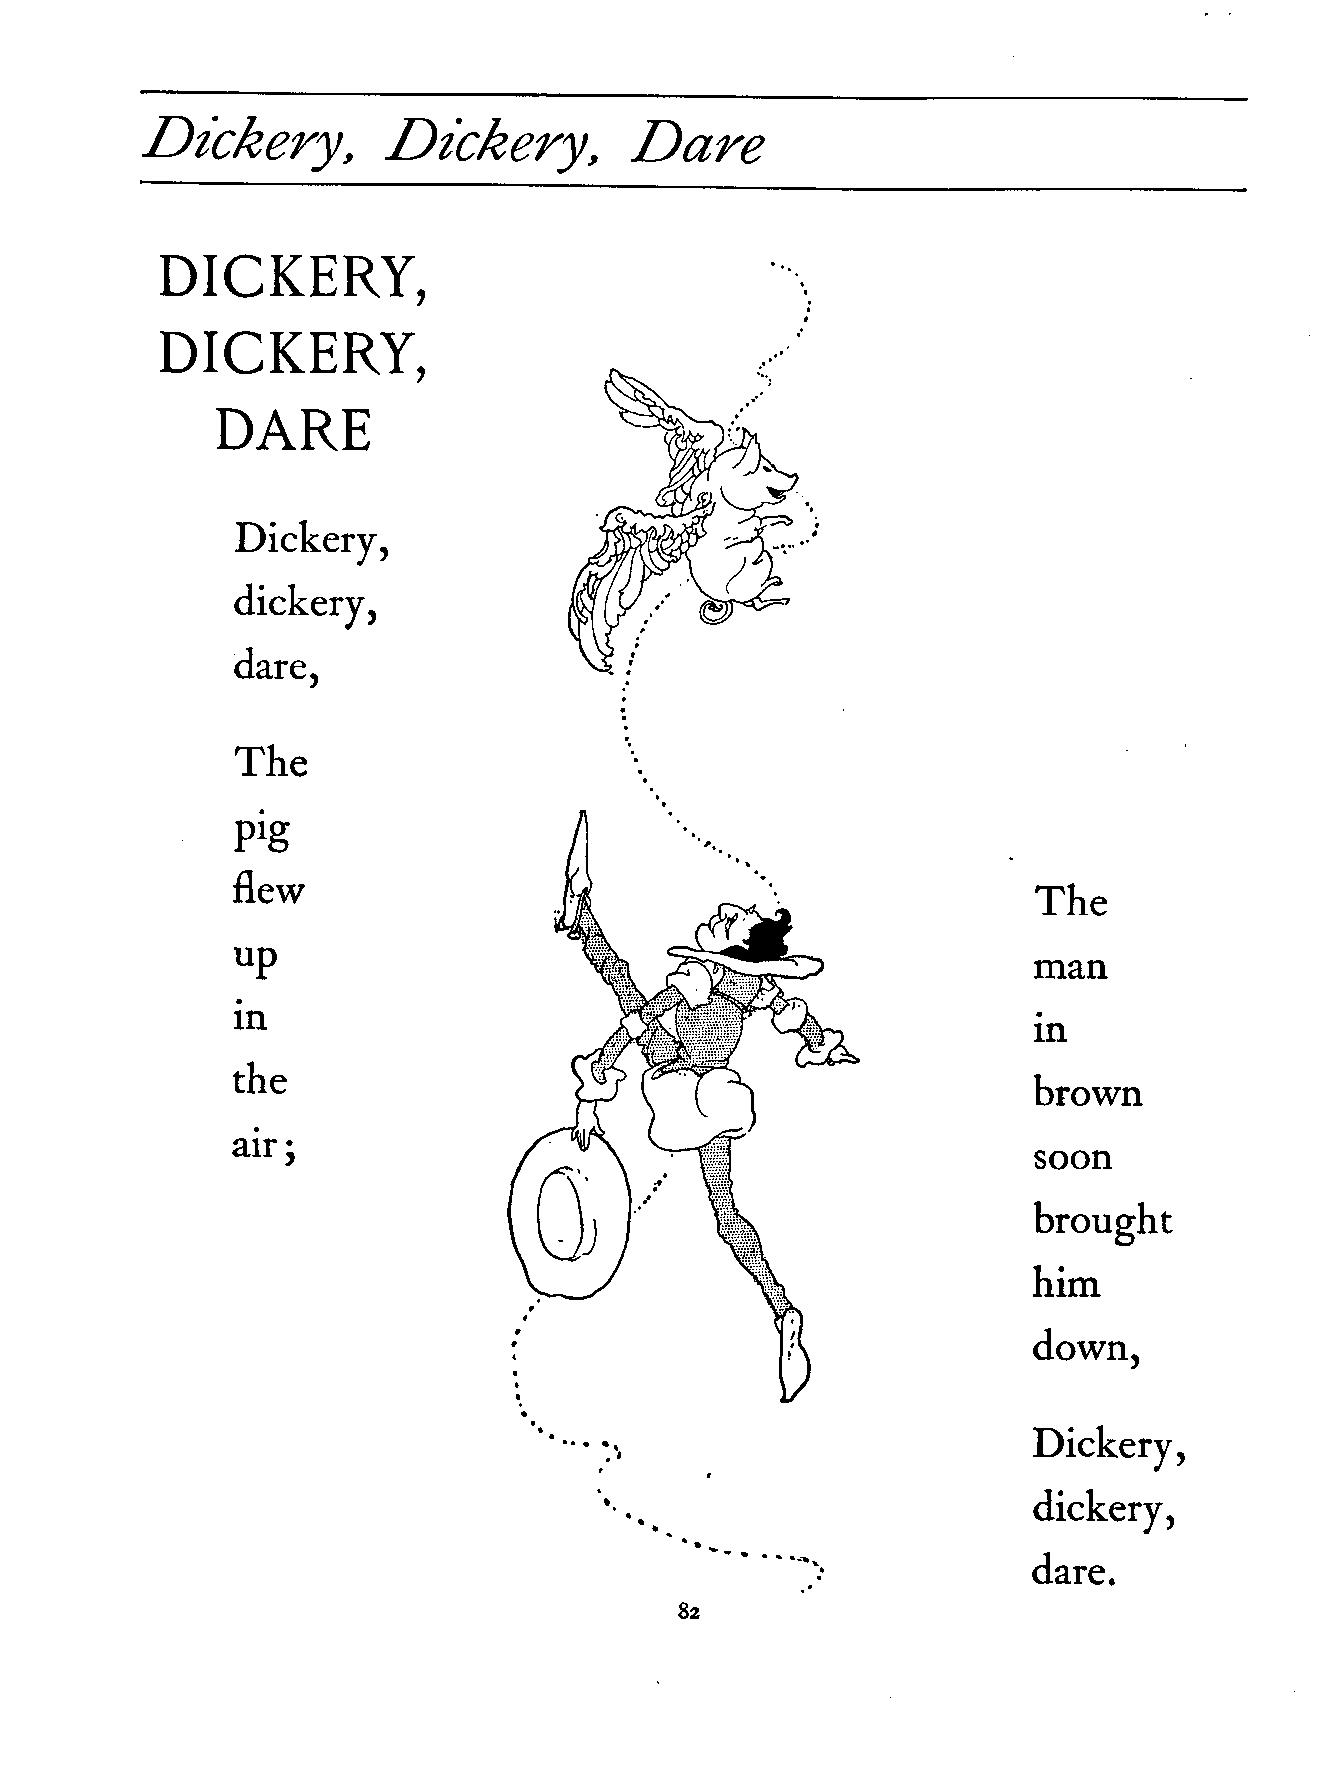 Dickery, Dickery, Dare
DICKERY,
DICKERY,
DARE
Dickery,
dickery,
dare,
The
pig
flew
up
in
the
air;
The
man
in
brown
soon
brought
him
down,
Dickery,
dickery,
dare.
82